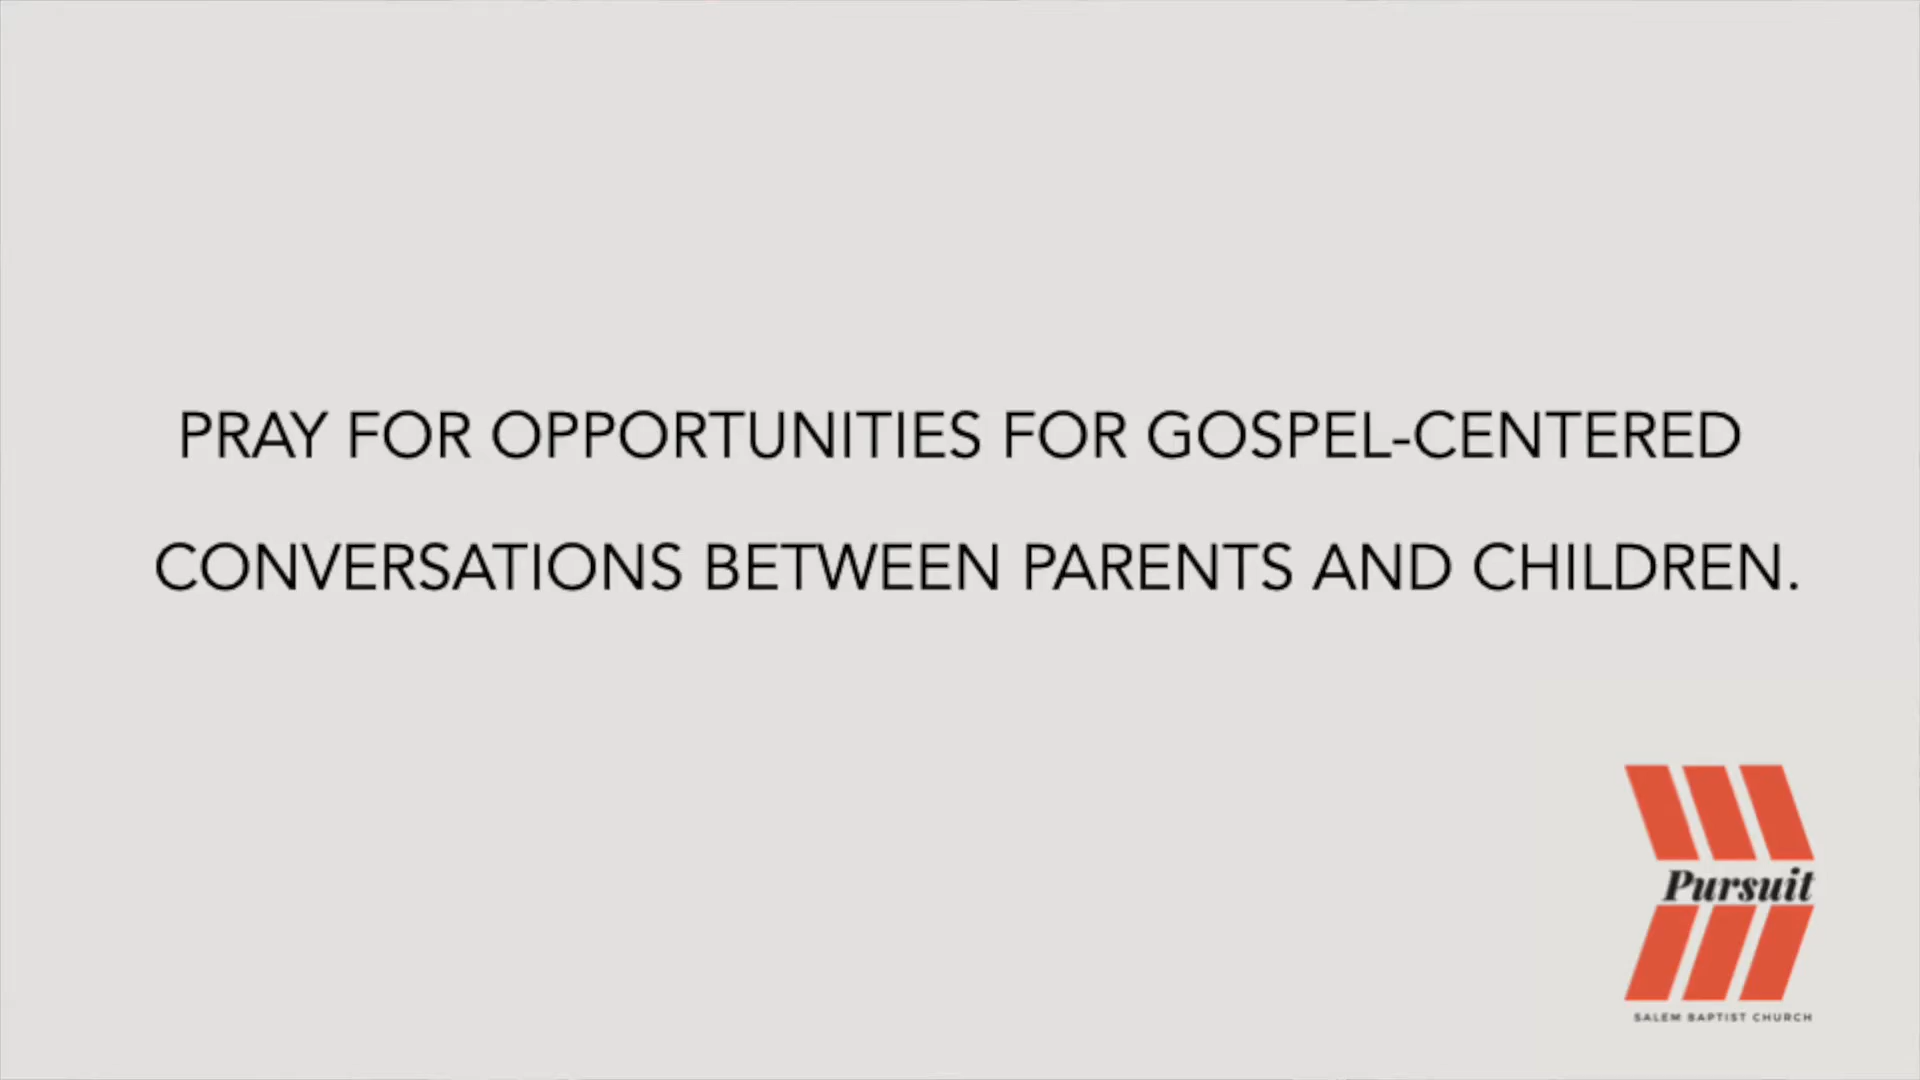 PRAY FOR OPPORTUNITIES FOR GOSPEL-CENTERED
CONVERSATIONS BETWEEN PARENTS AND CHILDREN.
Pursuit
SALEM BAPTIST CHURCH